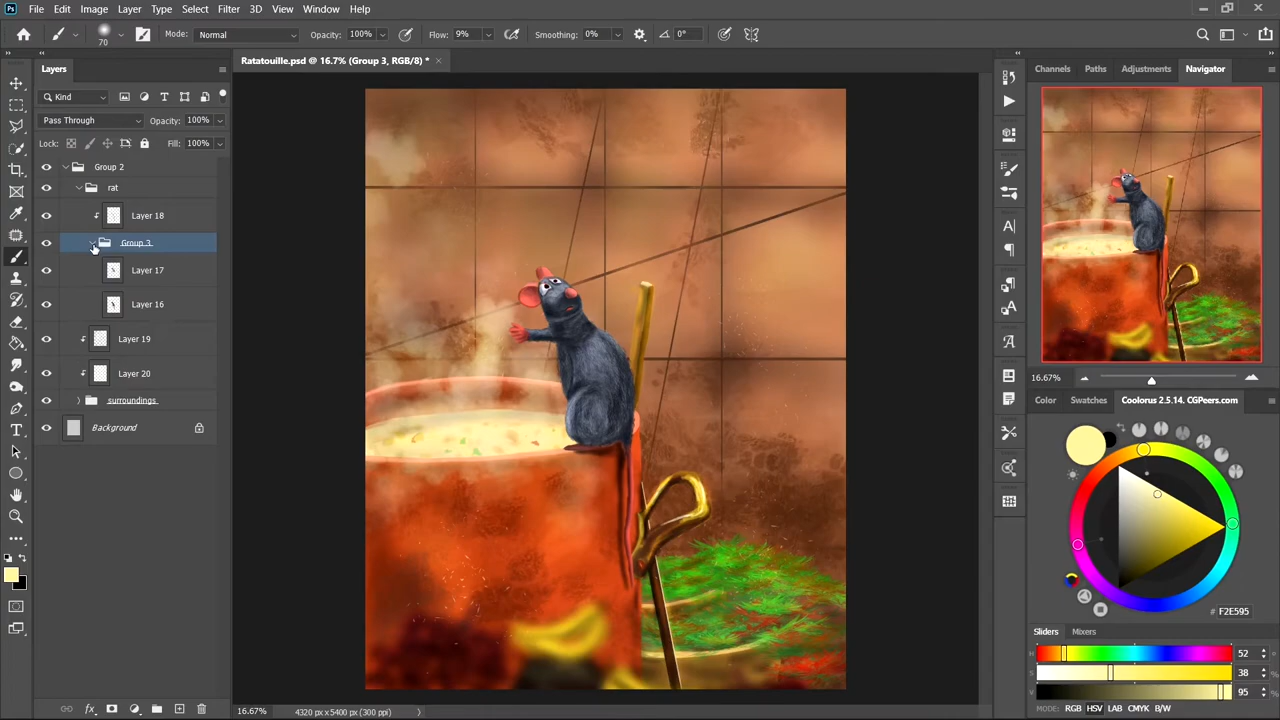 Ps File Edit Image Layer Type Select Filter 3D View Window Help
70 Mode: Normal Opacity: 100% Flow: 9% Smoothing: 0% 0°
Layers
Ratatouille.psd @ 16.7% (Group 3, RGB/8) *
Channels Paths Adjustments Navigator
Kind
Pass Through Opacity: 100%
Lock: Fill: 100%
Group 2
rat
Layer 18
Group 3
Layer 17
Layer 16
Layer 19
Layer 20
surroundings
Background
16.67%
Color Swatches Coolorus 2.5.14. CGPeers.com
# F2E595
Sliders Mixers
H 52
S 38 %
V 95 %
MODE: RGB HSV LAB CMYK B/W
16.67% 4320 px x 5400 px (300 ppi)